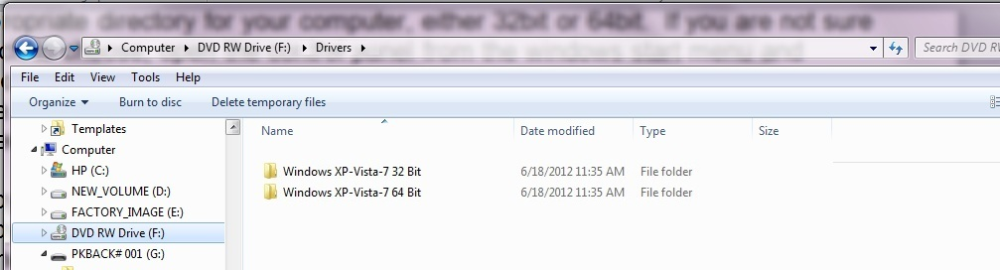 opriate directory for your computer, either 32bit or 64bit. If you are not sure
Computer DVD RW Drive (F:) Drivers Search DVD RW
File Edit View Tools Help
Organize Burn to disc Delete temporary files
Templates
Computer
HP (C:)
NEW_VOLUME (D:)
FACTORY_IMAGE (E:)
DVD RW Drive (F:)
PKBACK# 001 (G:)
Name Date modified Type Size
Windows XP-Vista-7 32 Bit 6/18/2012 11:35 AM File folder
Windows XP-Vista-7 64 Bit 6/18/2012 11:35 AM File folder